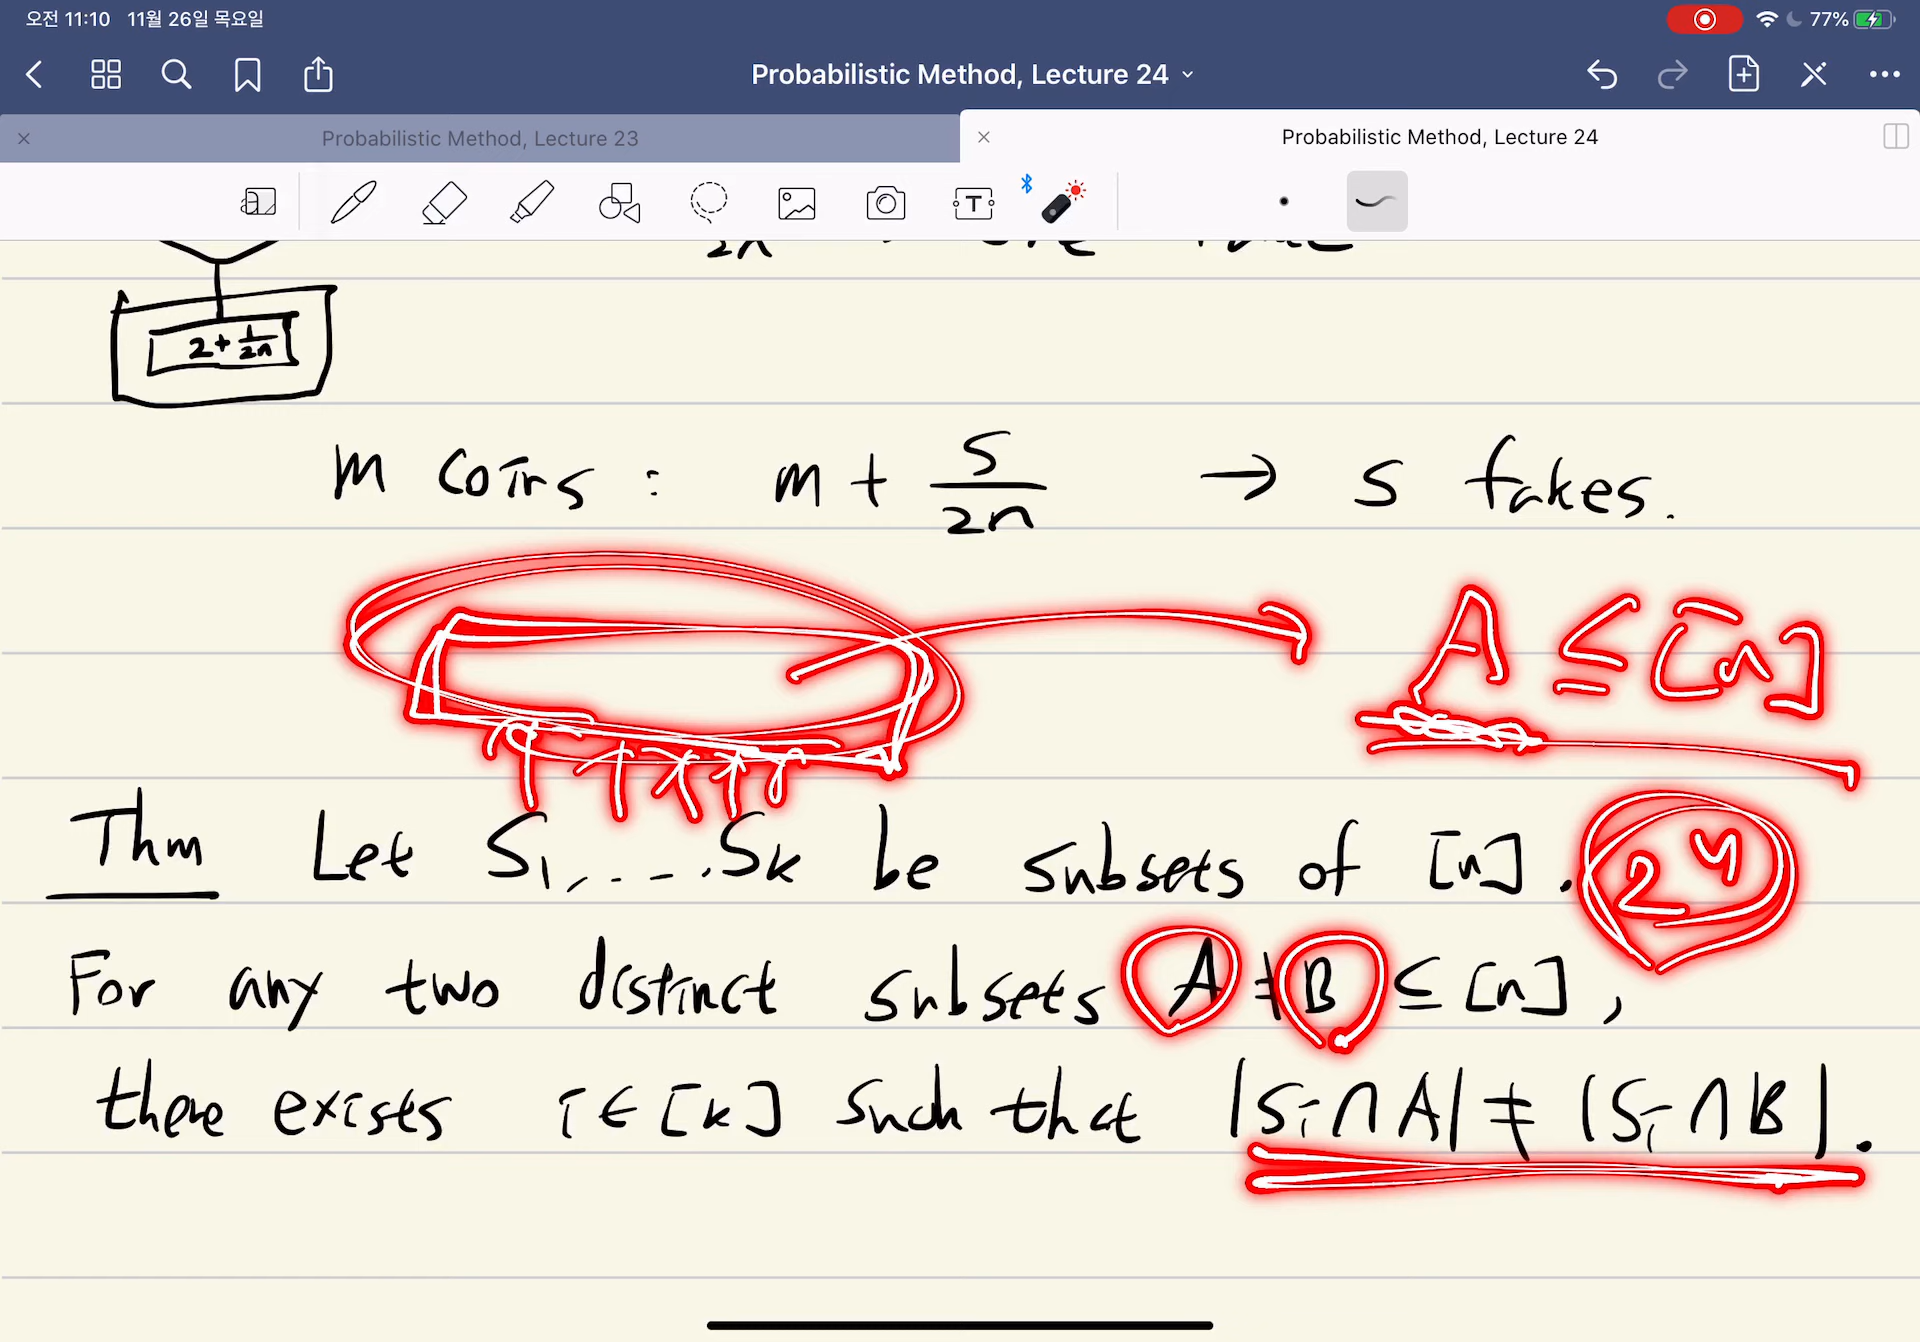 오전 11:10 11월 26일 목요일 77%
Probabilistic Method, Lecture 24
Probabilistic Method, Lecture 23
Probabilistic Method, Lecture 24
2+1/2n
m coins : m + s/2n → s fakes.
A ⊆ [n]
Thm Let S₁, ..., Sₖ be subsets of [n]. 2ⁿ
For any two distinct subsets A ≠ B ⊆ [n],
there exists i ∈ [k] such that |Sᵢ ∩ A| ≠ |Sᵢ ∩ B|.